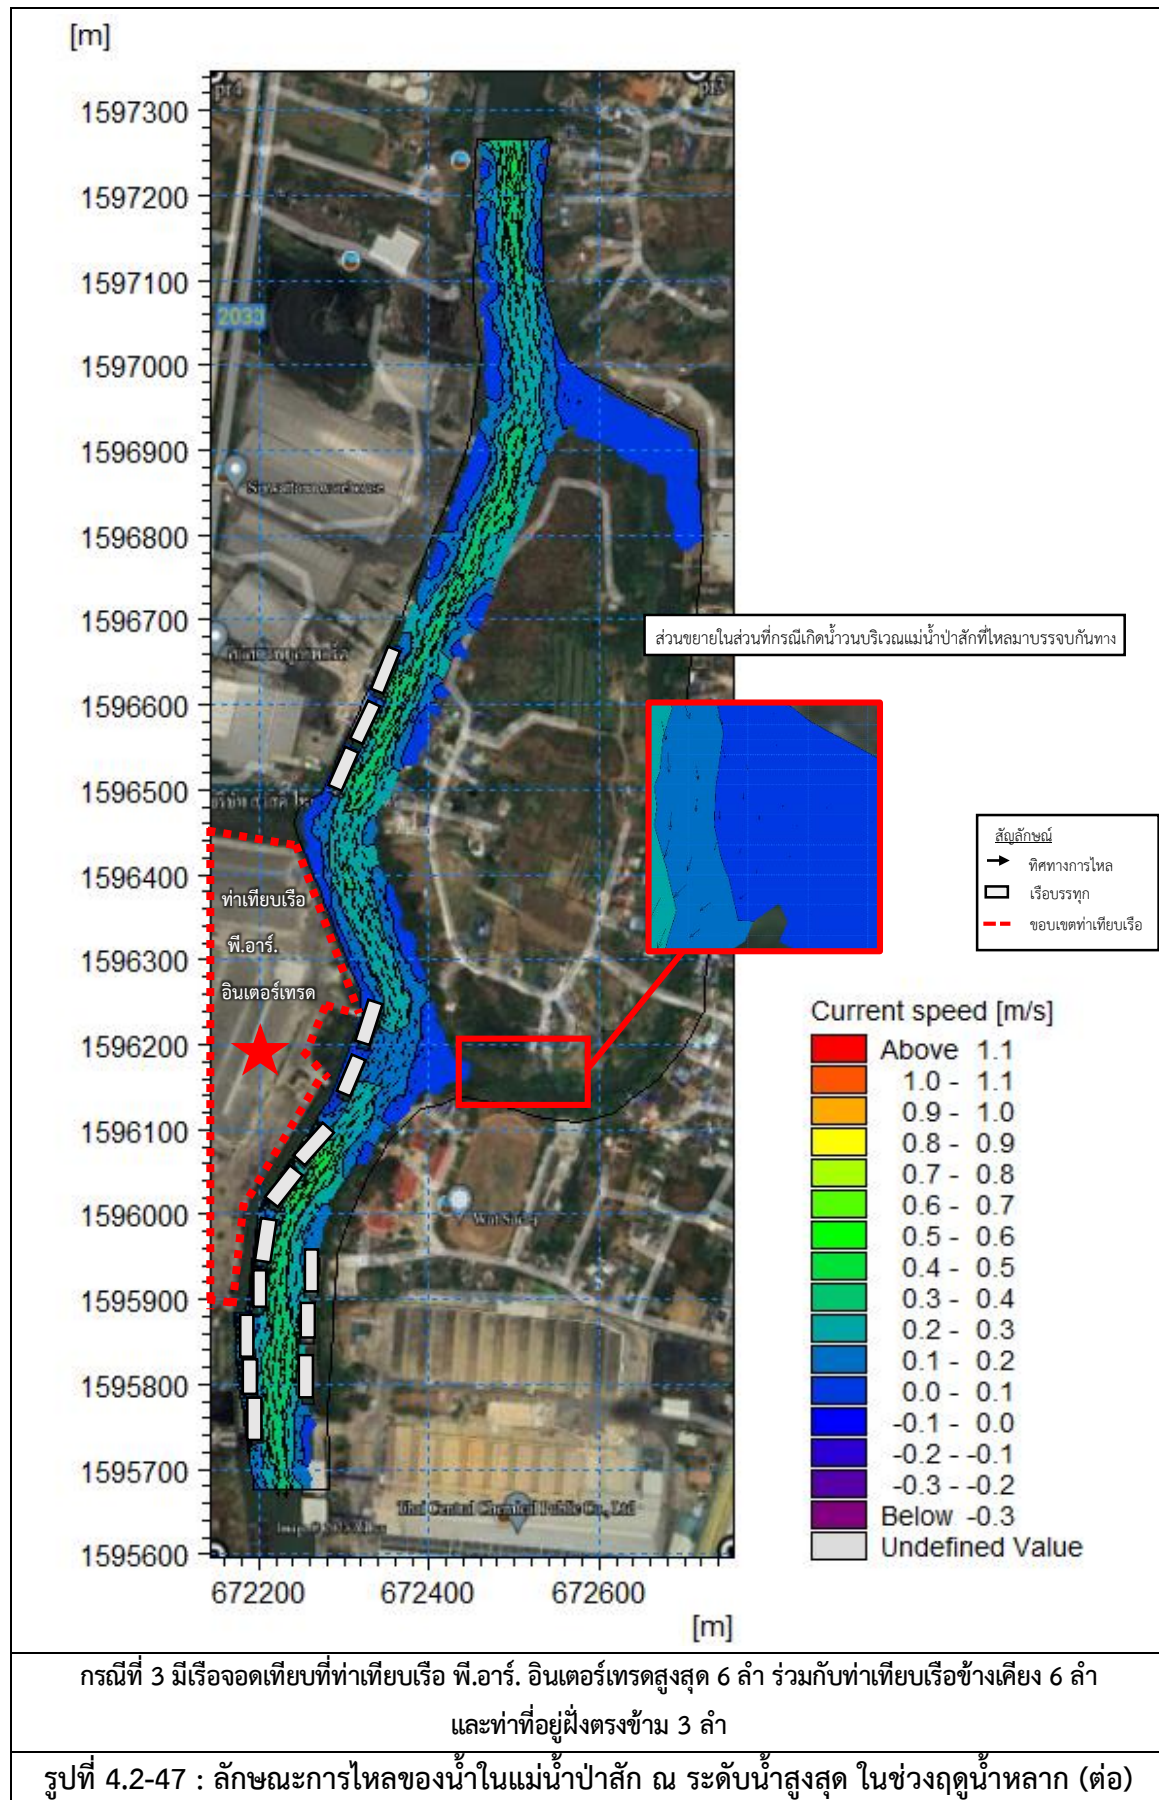 [m]
1597300
1597200
1597100
1597000
1596900
1596800
1596700
1596600
1596500
1596400
1596300
1596200
1596100
1596000
1595900
1595800
1595700
1595600
672200 672400 672600
[m]
2033
ส่วนขยายในส่วนที่กรณีเกิดน้ำวนบริเวณแม่น้ำป่าสักที่ไหลมาบรรจบกันทาง
สัญลักษณ์
ทิศทางการไหล
เรือบรรทุก
ขอบเขตท่าเทียบเรือ
ท่าเทียบเรือ
พี.อาร์.
อินเตอร์เทรด
Thai Central Chemical Public Co., Ltd
Current speed [m/s]
Above 1.1
1.0 - 1.1
0.9 - 1.0
0.8 - 0.9
0.7 - 0.8
0.6 - 0.7
0.5 - 0.6
0.4 - 0.5
0.3 - 0.4
0.2 - 0.3
0.1 - 0.2
0.0 - 0.1
-0.1 - 0.0
-0.2 - -0.1
-0.3 - -0.2
Below -0.3
Undefined Value
กรณีที่ 3 มีเรือจอดเทียบที่ท่าเทียบเรือ พี.อาร์. อินเตอร์เทรดสูงสุด 6 ลำ ร่วมกับท่าเทียบเรือข้างเคียง 6 ลำ
และท่าที่อยู่ฝั่งตรงข้าม 3 ลำ
รูปที่ 4.2-47 : ลักษณะการไหลของน้ำในแม่น้ำป่าสัก ณ ระดับน้ำสูงสุด ในช่วงฤดูน้ำหลาก (ต่อ)